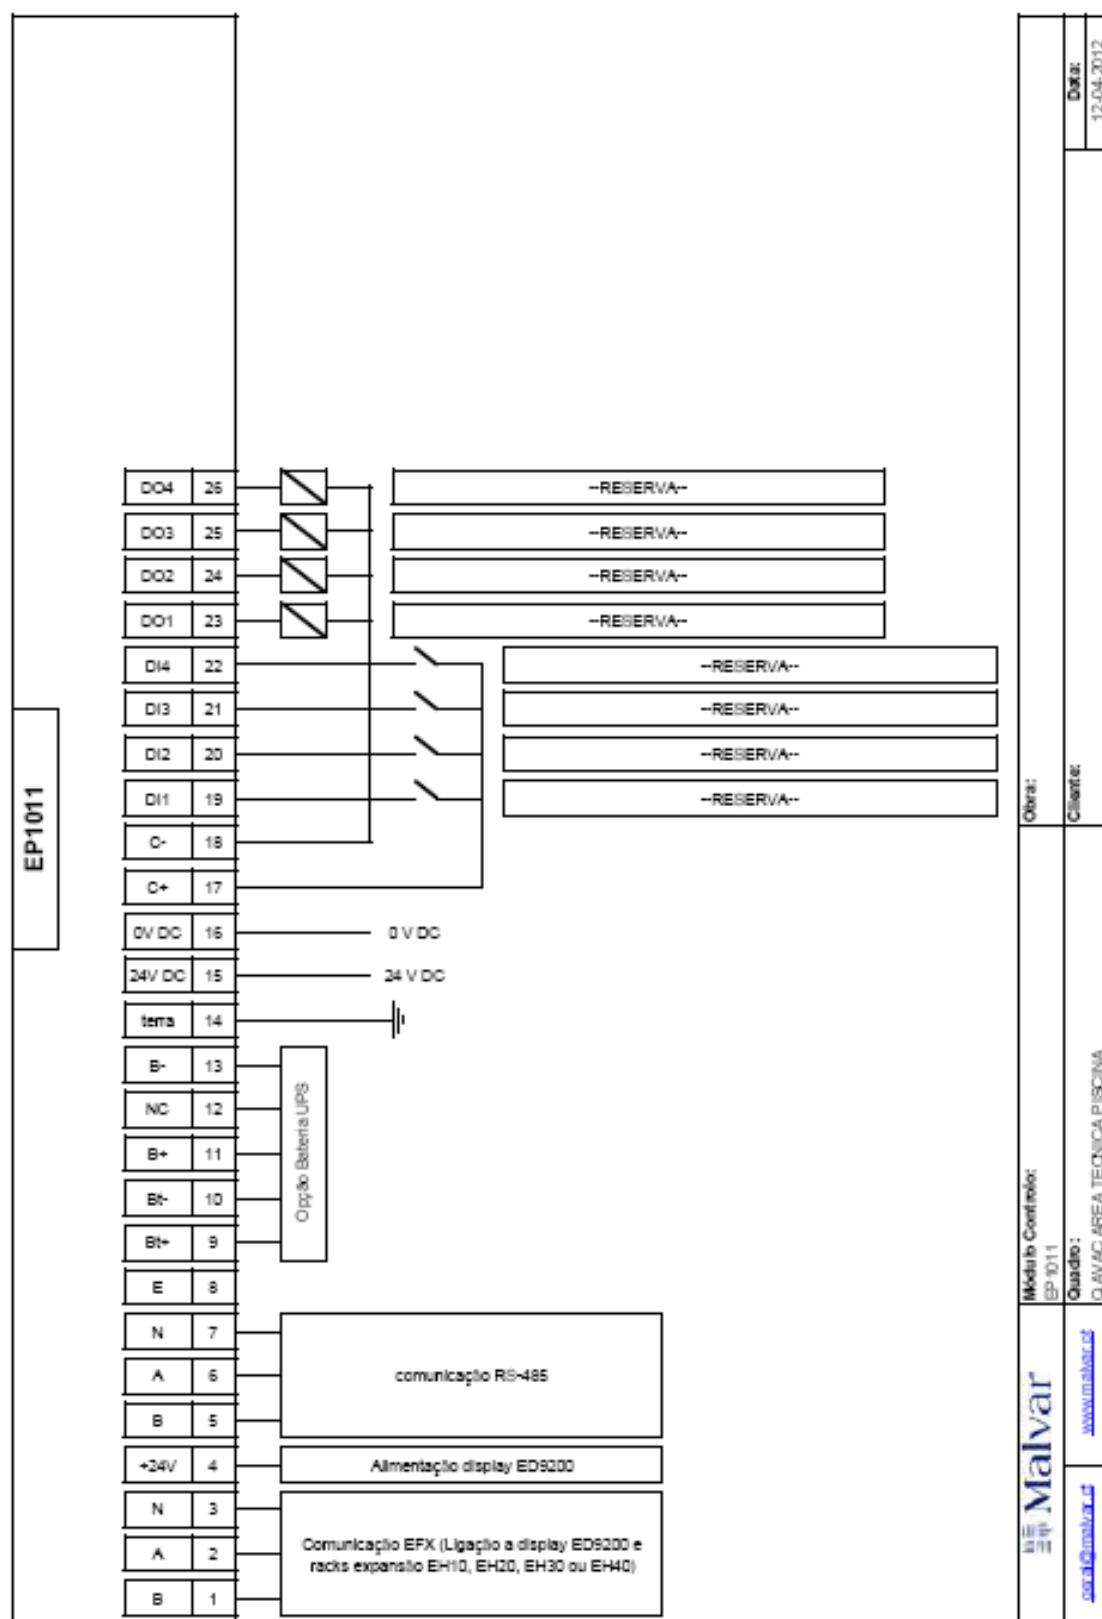 EP1011
DO4 26 --RESERVA--
DO3 25 --RESERVA--
DO2 24 --RESERVA--
DO1 23 --RESERVA--
DI4 22 --RESERVA--
DI3 21 --RESERVA--
DI2 20 --RESERVA--
DI1 19 --RESERVA--
C- 18
C+ 17
0V DC 16 0 V DC
24V DC 15 24 V DC
terra 14
B- 13
NC 12
B+ 11
Bt- 10
Bt+ 9
Opção Bateria UPS
E 8
N 7
A 6 comunicação RS-485
B 5
+24V 4 Alimentação display ED9200
N 3
A 2
B 1
Comunicação EFX (Ligação a display ED9200 e
racks expansão EH10, EH20, EH30 ou EH40)
Malvar
geral@malvar.pt
www.malvar.pt
Módulo Controlo:
EP1011
Quadro:
Q.AVAC AREA TECNICA PISCINA
Obra:
Cliente:
Data:
12-04-2012